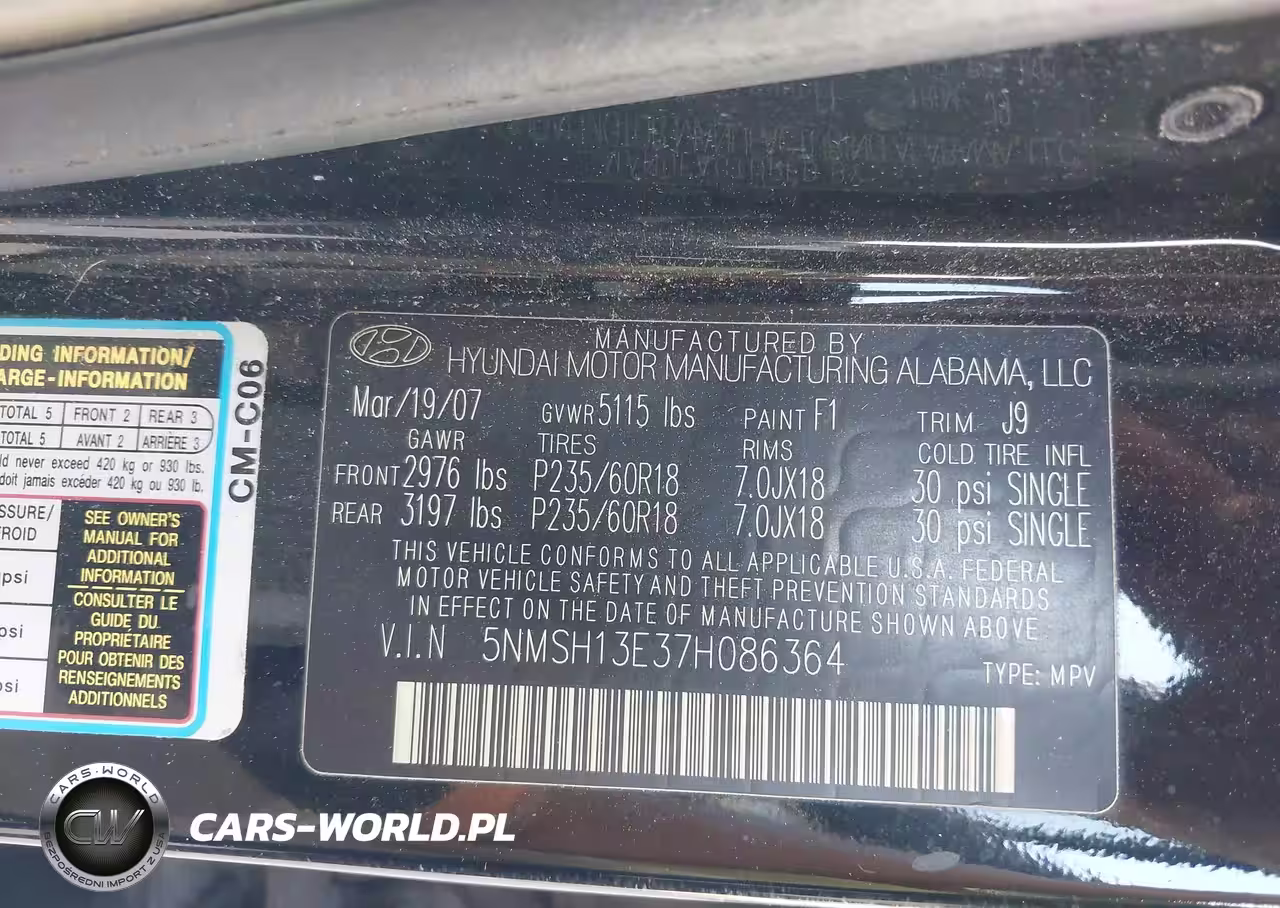 DING INFORMATION/
ARGE-INFORMATION
TOTAL 5 FRONT 2 REAR 3
TOTAL 5 AVANT 2 ARRIÈRE 3
ld never exceed 420 kg or 930 lbs.
doit jamais excéder 420 kg ou 930 lb.
SSURE/
ROID
psi
psi
psi
SEE OWNER'S
MANUAL FOR
ADDITIONAL
INFORMATION
CONSULTER LE
GUIDE DU
PROPRIÉTAIRE
POUR OBTENIR DES
RENSEIGNEMENTS
ADDITIONNELS
CM-C06
MANUFACTURED BY
HYUNDAI MOTOR MANUFACTURING ALABAMA, LLC
Mar/19/07 GVWR 5115 lbs PAINT F1 TRIM J9
GAWR TIRES RIMS COLD TIRE INFL
FRONT 2976 lbs P235/60R18 7.0JX18 30 psi SINGLE
REAR 3197 lbs P235/60R18 7.0JX18 30 psi SINGLE
THIS VEHICLE CONFORMS TO ALL APPLICABLE U.S.A. FEDERAL
MOTOR VEHICLE SAFETY AND THEFT PREVENTION STANDARDS
IN EFFECT ON THE DATE OF MANUFACTURE SHOWN ABOVE
V.I.N 5NMSH13E37H086364
TYPE: MPV
CARS-WORLD
CW
BEZPOŚREDNI IMPORT Z USA
CARS-WORLD.PL